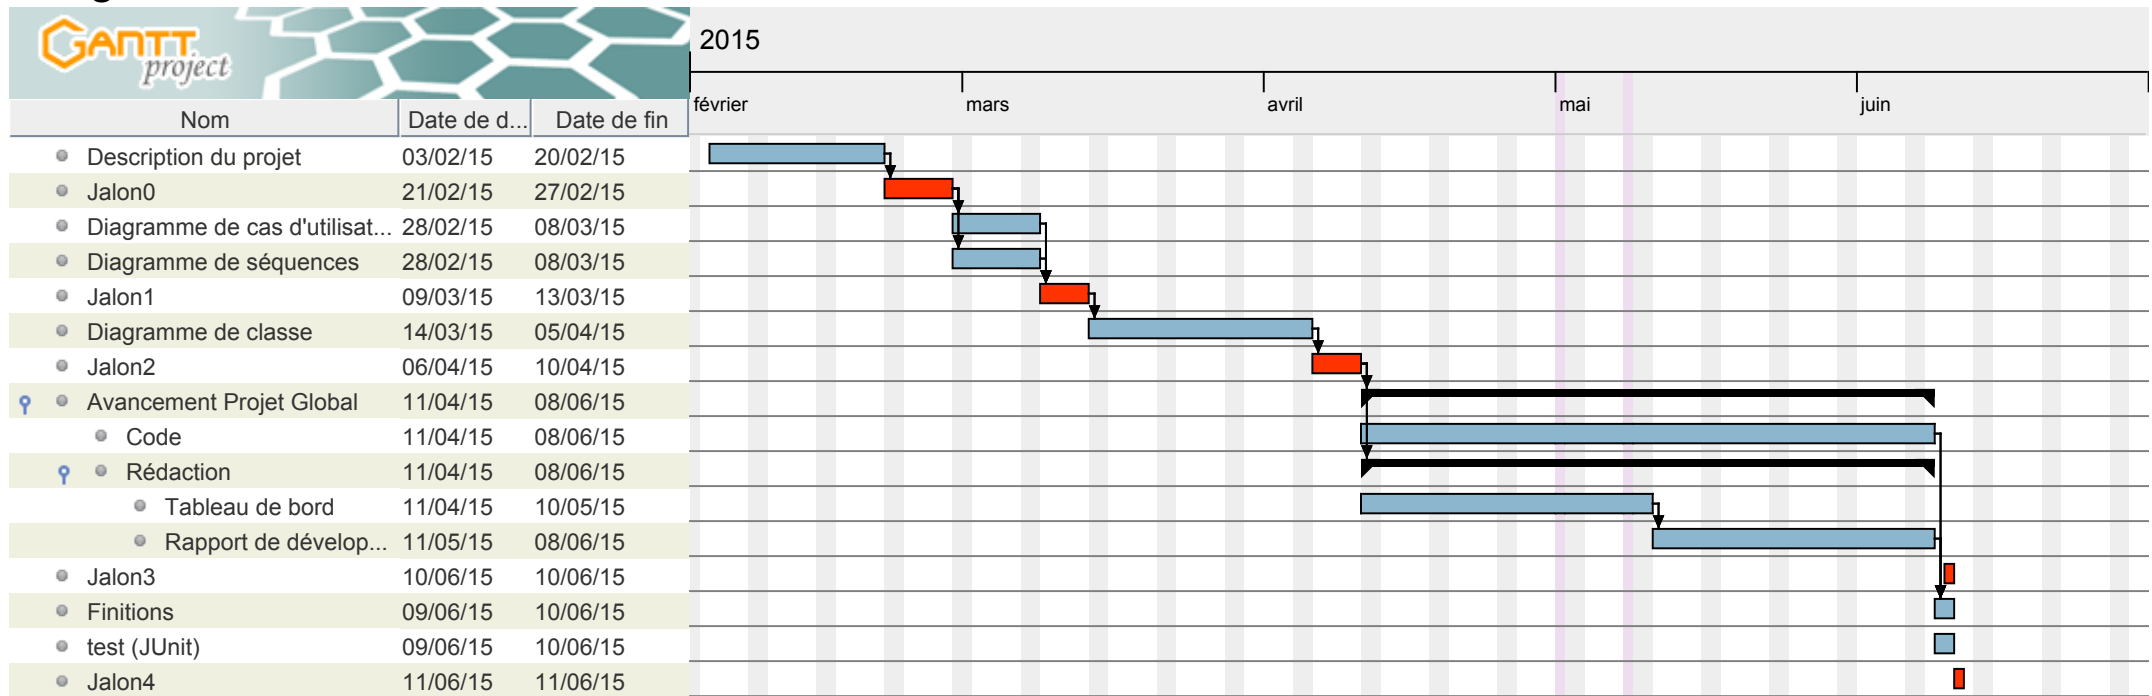 GANTT
project
2015
février mars avril mai juin
Nom Date de d... Date de fin
Description du projet 03/02/15 20/02/15
Jalon0 21/02/15 27/02/15
Diagramme de cas d'utilisat... 28/02/15 08/03/15
Diagramme de séquences 28/02/15 08/03/15
Jalon1 09/03/15 13/03/15
Diagramme de classe 14/03/15 05/04/15
Jalon2 06/04/15 10/04/15
Avancement Projet Global 11/04/15 08/06/15
Code 11/04/15 08/06/15
Rédaction 11/04/15 08/06/15
Tableau de bord 11/04/15 10/05/15
Rapport de dévelop... 11/05/15 08/06/15
Jalon3 10/06/15 10/06/15
Finitions 09/06/15 10/06/15
test (JUnit) 09/06/15 10/06/15
Jalon4 11/06/15 11/06/15